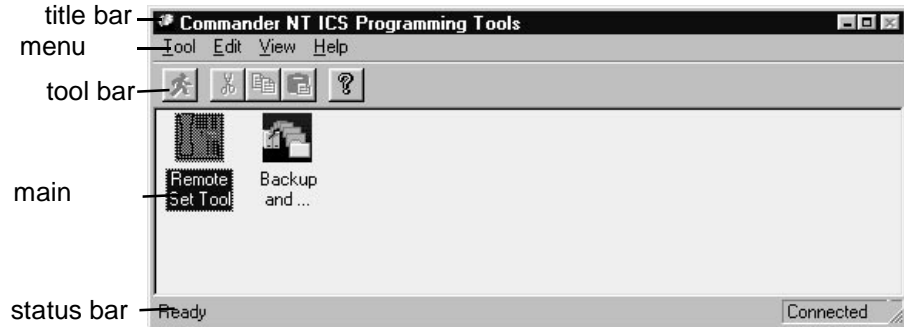 title bar
Commander NT ICS Programming Tools
menu
Tool Edit View Help
tool bar
?
main
Remote
Set Tool
Backup
and ...
status bar
Ready
Connected